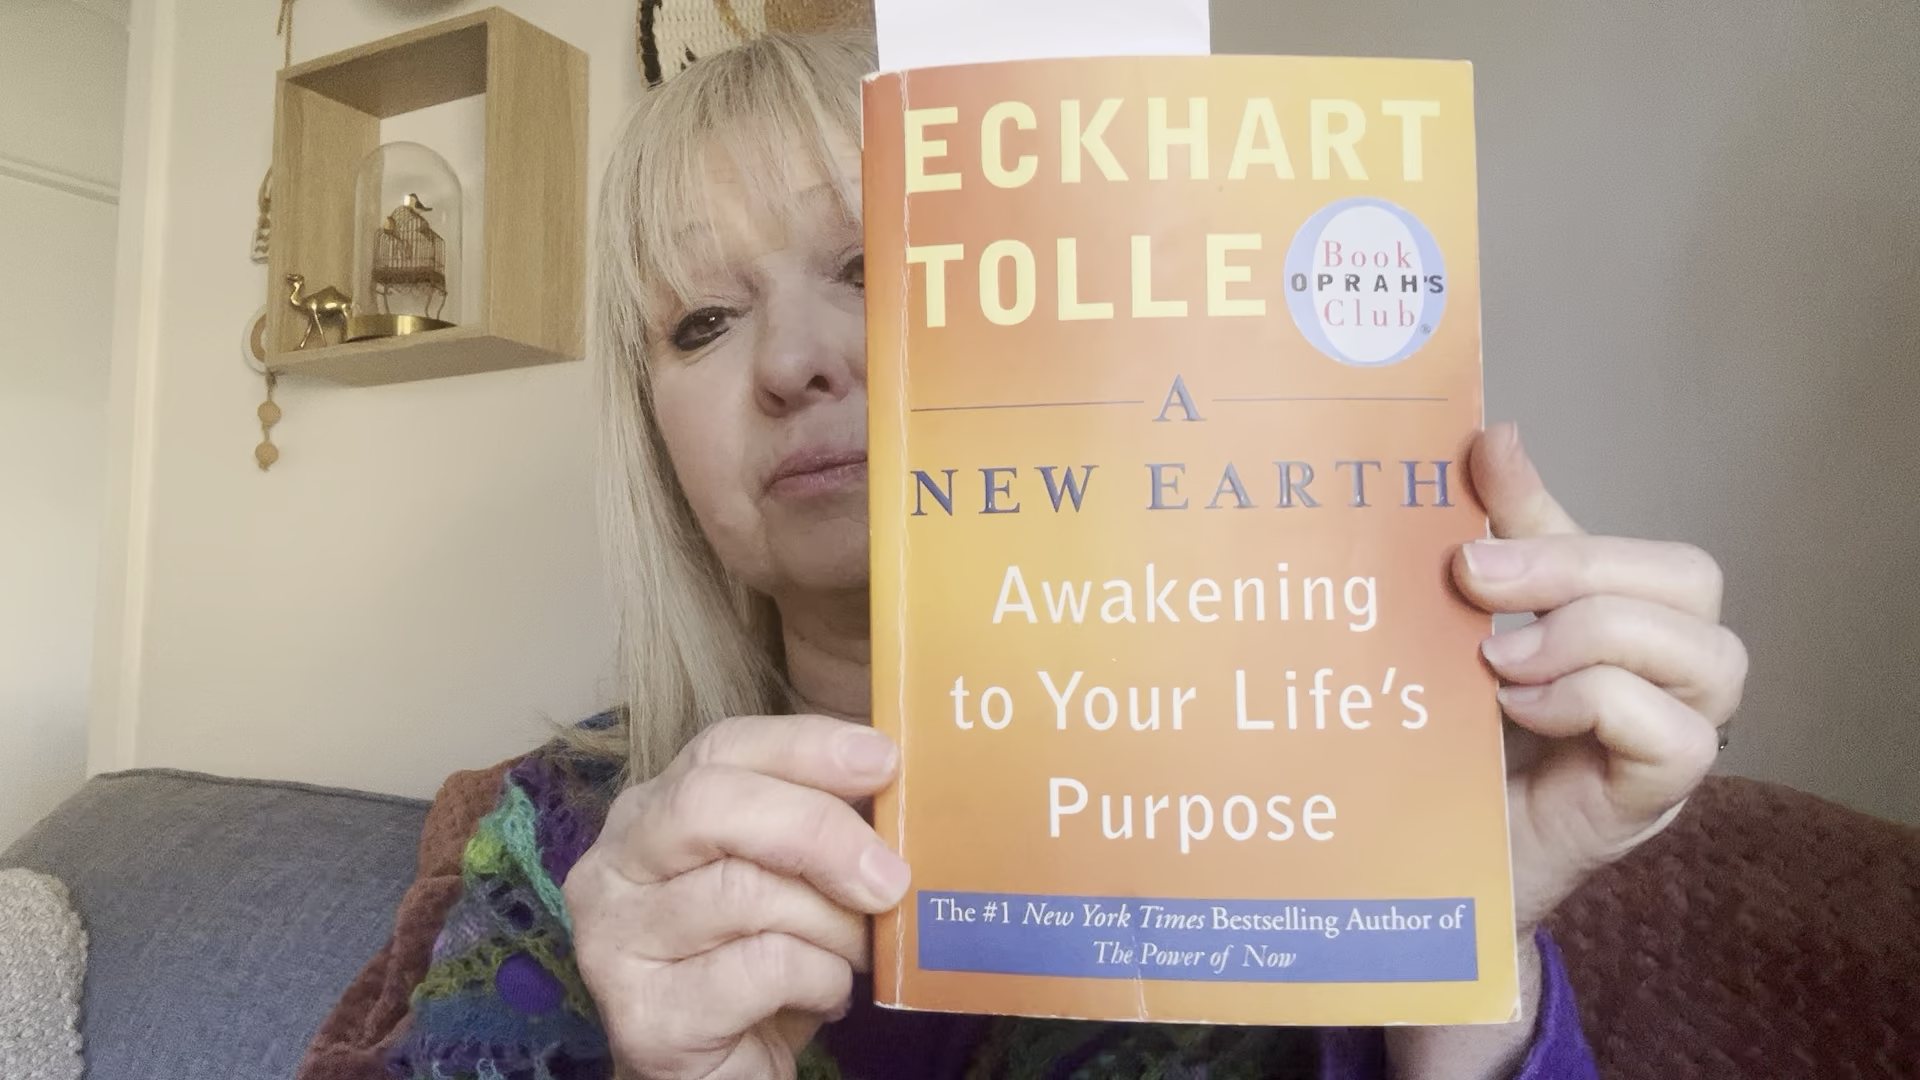 ECKHART
TOLLE
Book
OPRAH'S
Club®
A
NEW EARTH
Awakening
to Your Life's
Purpose
The #1 New York Times Bestselling Author of
The Power of Now